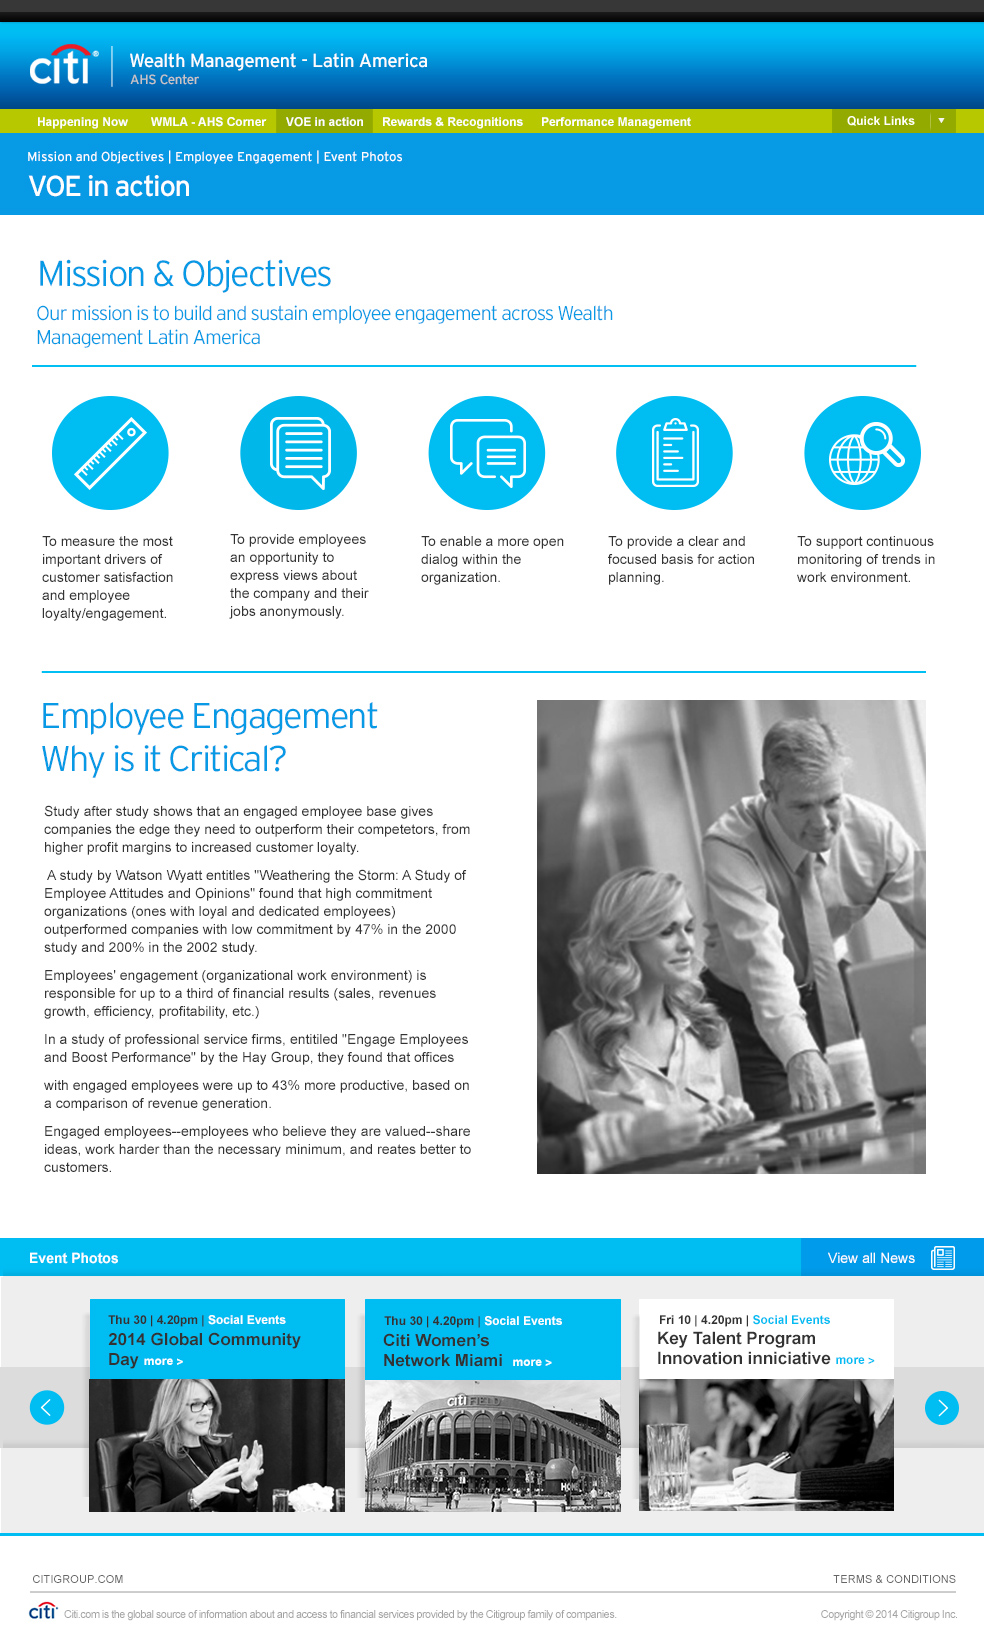 citi® Wealth Management - Latin America
AHS Center
Happening Now WMLA - AHS Corner VOE in action Rewards & Recognitions Performance Management Quick Links ▼
Mission and Objectives | Employee Engagement | Event Photos
VOE in action
Mission & Objectives
Our mission is to build and sustain employee engagement across Wealth
Management Latin America
To measure the most
important drivers of
customer satisfaction
and employee
loyalty/engagement.
To provide employees
an opportunity to
express views about
the company and their
jobs anonymously.
To enable a more open
dialog within the
organization.
To provide a clear and
focused basis for action
planning.
To support continuous
monitoring of trends in
work environment.
Employee Engagement
Why is it Critical?
Study after study shows that an engaged employee base gives
companies the edge they need to outperform their competetors, from
higher profit margins to increased customer loyalty.
A study by Watson Wyatt entitles "Weathering the Storm: A Study of
Employee Attitudes and Opinions" found that high commitment
organizations (ones with loyal and dedicated employees)
outperformed companies with low commitment by 47% in the 2000
study and 200% in the 2002 study.
Employees' engagement (organizational work environment) is
responsible for up to a third of financial results (sales, revenues
growth, efficiency, profitability, etc.)
In a study of professional service firms, entitiled "Engage Employees
and Boost Performance" by the Hay Group, they found that offices
with engaged employees were up to 43% more productive, based on
a comparison of revenue generation.
Engaged employees--employees who believe they are valued--share
ideas, work harder than the necessary minimum, and reates better to
customers.
Event Photos View all News
Thu 30 | 4.20pm | Social Events
2014 Global Community
Day more >
Thu 30 | 4.20pm | Social Events
Citi Women's
Network Miami more >
citi FIELD
Fri 10 | 4.20pm | Social Events
Key Talent Program
Innovation inniciative more >
CITIGROUP.COM TERMS & CONDITIONS
citi Citi.com is the global source of information about and access to financial services provided by the Citigroup family of companies. Copyright © 2014 Citigroup Inc.